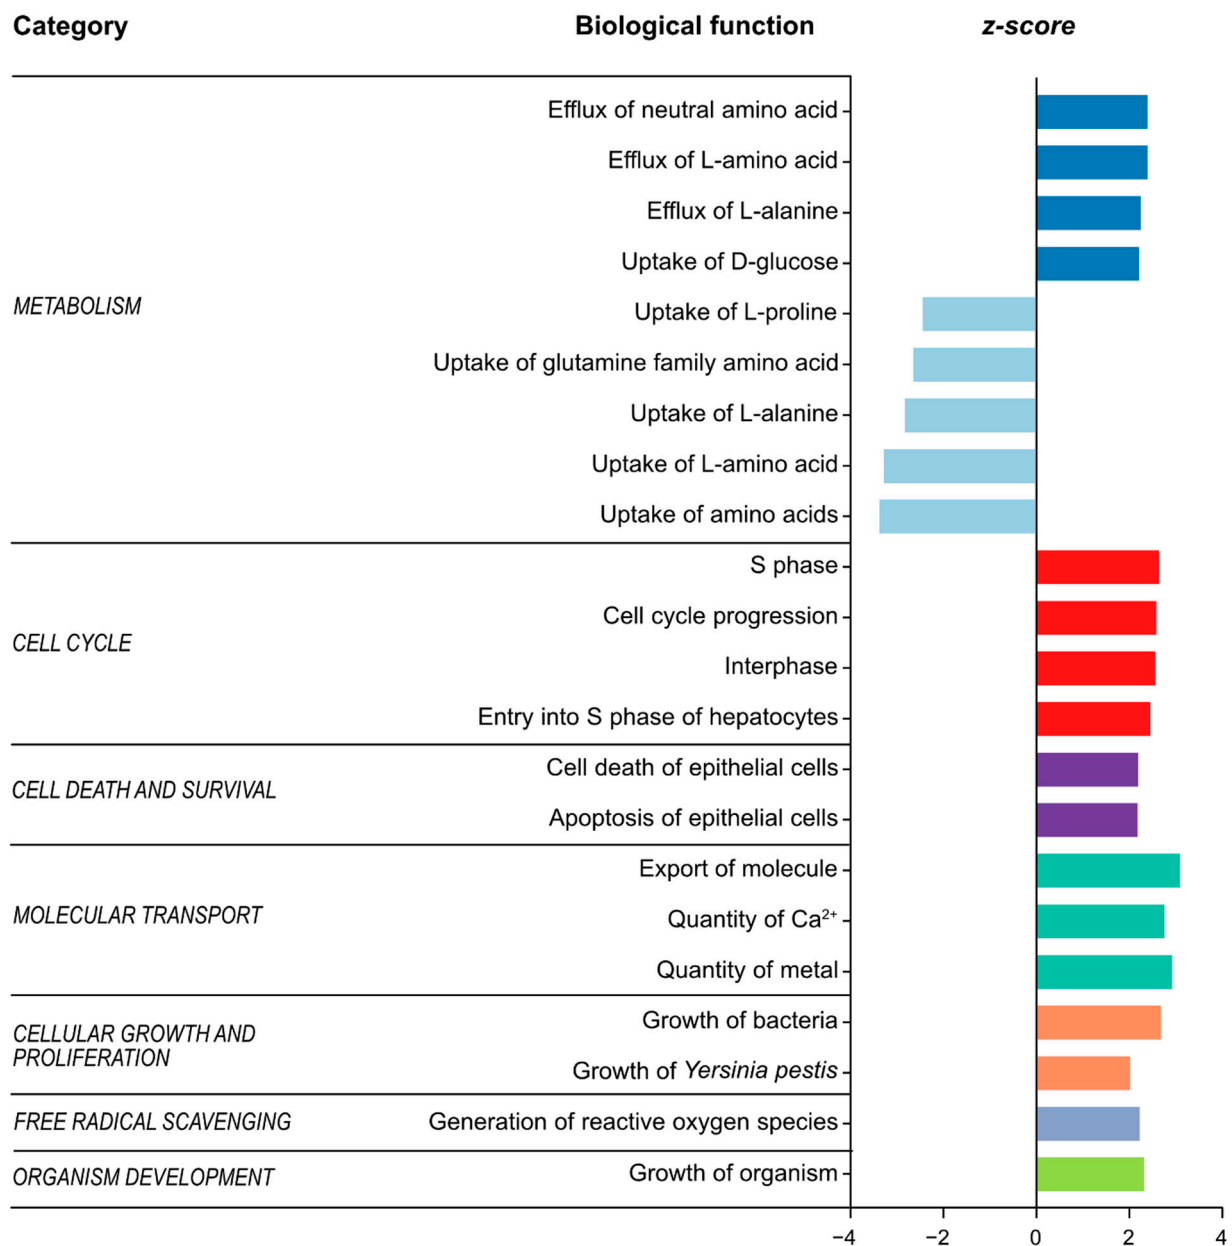 Category Biological function z-score
Efflux of neutral amino acid
Efflux of L-amino acid
Efflux of L-alanine
Uptake of D-glucose
METABOLISM
Uptake of L-proline
Uptake of glutamine family amino acid
Uptake of L-alanine
Uptake of L-amino acid
Uptake of amino acids
S phase
Cell cycle progression
CELL CYCLE
Interphase
Entry into S phase of hepatocytes
Cell death of epithelial cells
CELL DEATH AND SURVIVAL
Apoptosis of epithelial cells
Export of molecule
MOLECULAR TRANSPORT
Quantity of Ca²⁺
Quantity of metal
Growth of bacteria
CELLULAR GROWTH AND
PROLIFERATION
Growth of Yersinia pestis
FREE RADICAL SCAVENGING
Generation of reactive oxygen species
ORGANISM DEVELOPMENT
Growth of organism
−4 −2 0 2 4